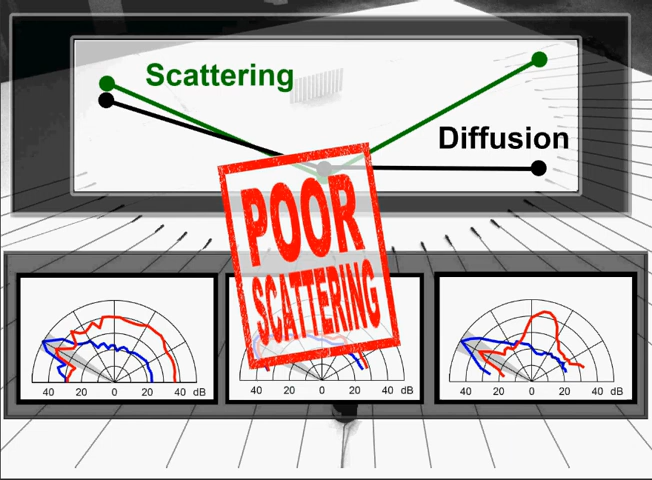 Scattering
Diffusion
POOR
SCATTERING
40 20 0 20 40 dB
40 20 0 20 40 dB
40 20 0 20 40 dB